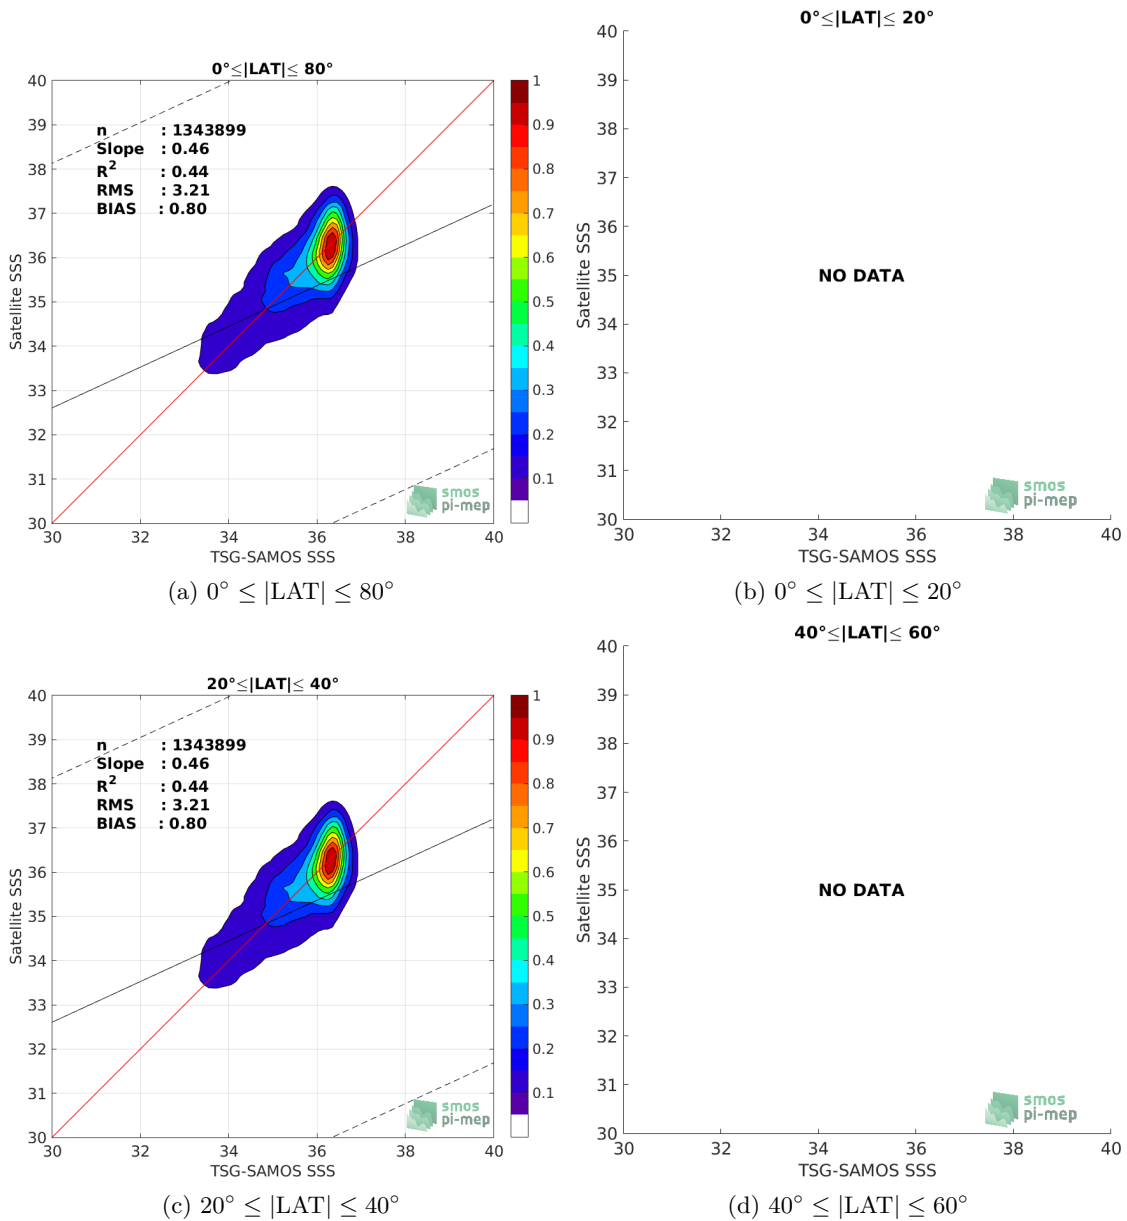 0°≤|LAT|≤ 80°
n : 1343899
Slope : 0.46
R² : 0.44
RMS : 3.21
BIAS : 0.80
40
39
38
37
36
35
34
33
32
31
30
30 32 34 36 38 40
Satellite SSS
TSG-SAMOS SSS
1
0.9
0.8
0.7
0.6
0.5
0.4
0.3
0.2
0.1
smos
pi-mep
(a) 0° ≤ |LAT| ≤ 80°
0°≤|LAT|≤ 20°
40
39
38
37
36
35
34
33
32
31
30
30 32 34 36 38 40
Satellite SSS
NO DATA
TSG-SAMOS SSS
smos
pi-mep
(b) 0° ≤ |LAT| ≤ 20°
20°≤|LAT|≤ 40°
n : 1343899
Slope : 0.46
R² : 0.44
RMS : 3.21
BIAS : 0.80
40
39
38
37
36
35
34
33
32
31
30
30 32 34 36 38 40
Satellite SSS
TSG-SAMOS SSS
1
0.9
0.8
0.7
0.6
0.5
0.4
0.3
0.2
0.1
smos
pi-mep
(c) 20° ≤ |LAT| ≤ 40°
40°≤|LAT|≤ 60°
40
39
38
37
36
35
34
33
32
31
30
30 32 34 36 38 40
Satellite SSS
NO DATA
TSG-SAMOS SSS
smos
pi-mep
(d) 40° ≤ |LAT| ≤ 60°